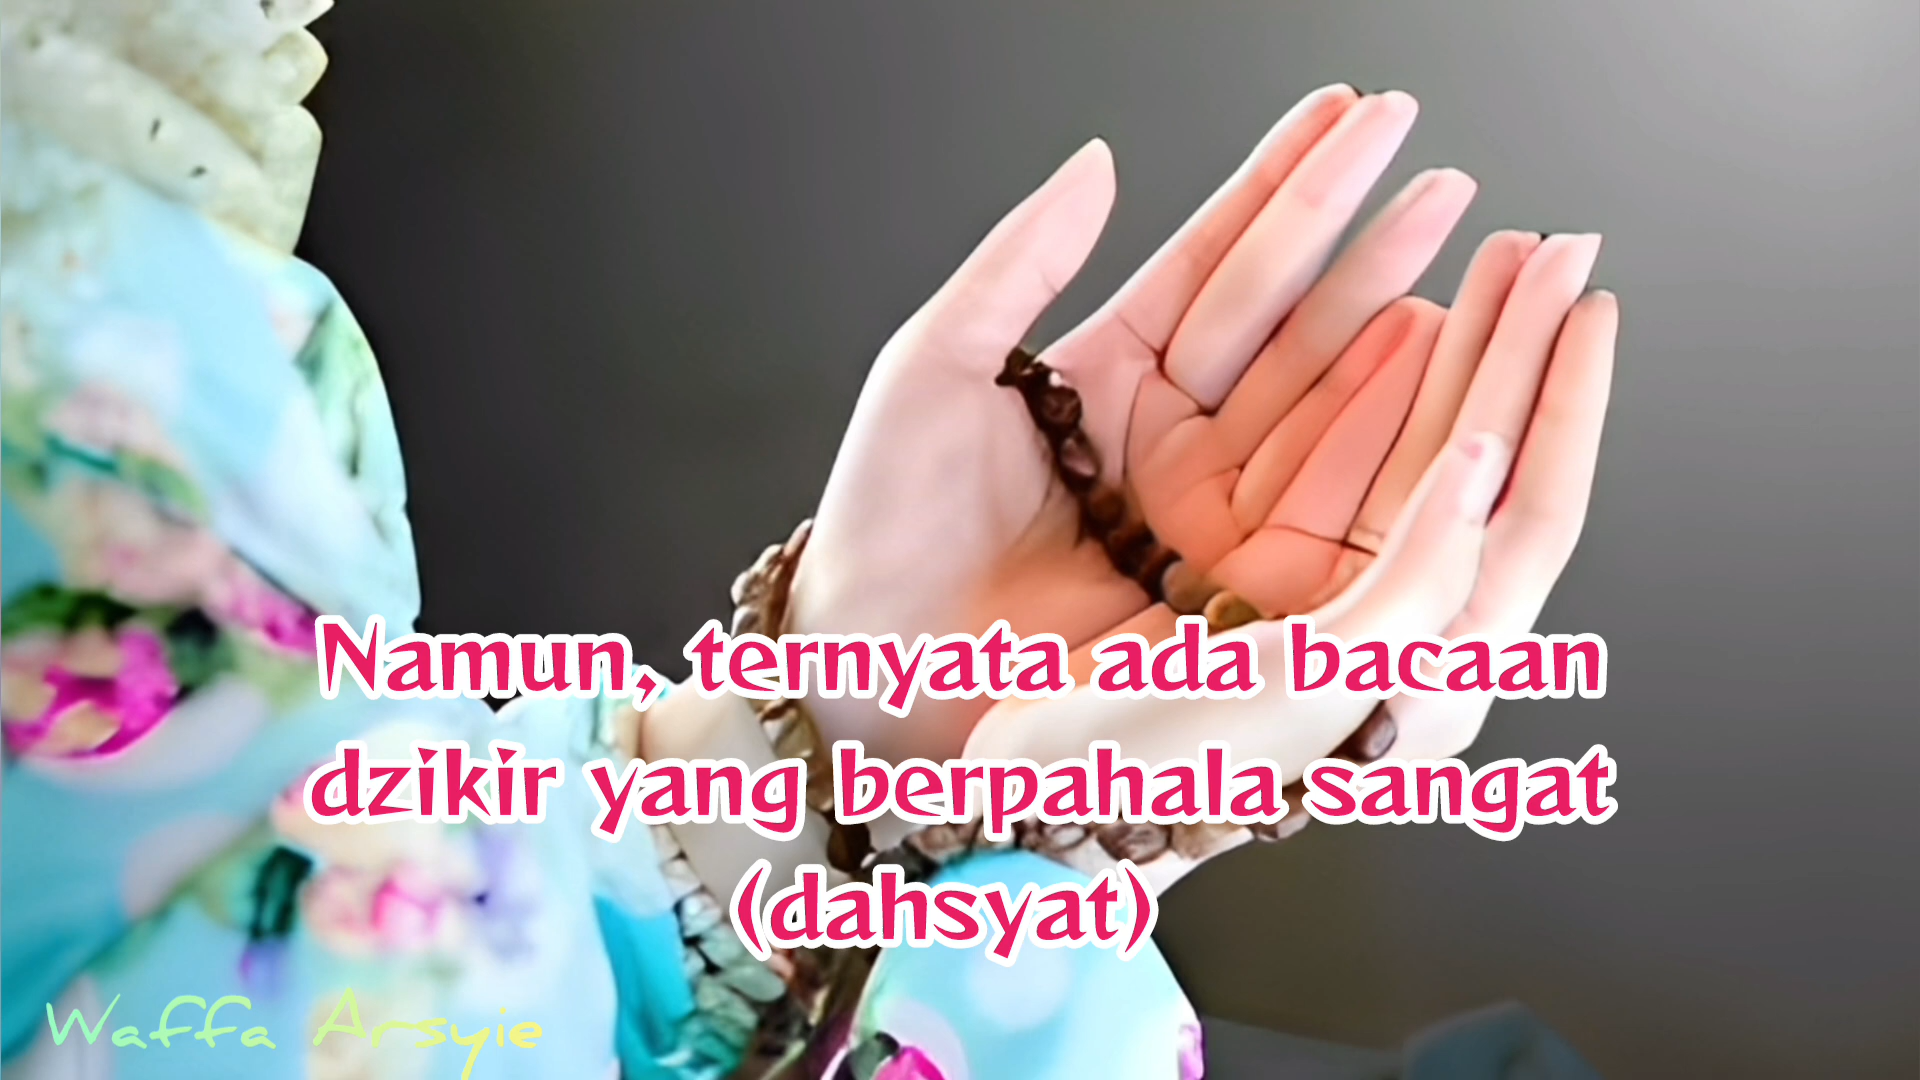 Namun, ternyata ada bacaan
dzikir yang berpahala sangat
(dahsyat)
Waffa Arsyie